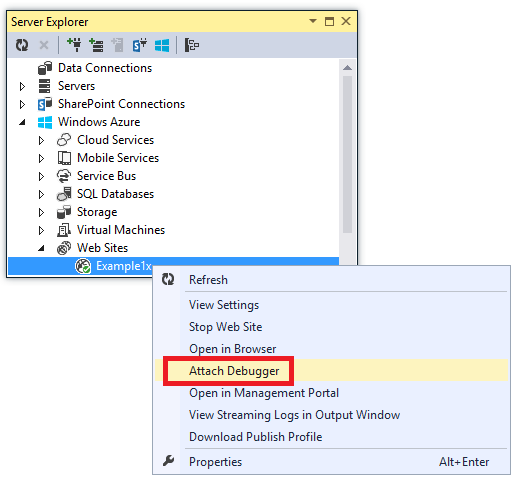 Server Explorer
Data Connections
Servers
SharePoint Connections
Windows Azure
Cloud Services
Mobile Services
Service Bus
SQL Databases
Storage
Virtual Machines
Web Sites
Example1x
Refresh
View Settings
Stop Web Site
Open in Browser
Attach Debugger
Open in Management Portal
View Streaming Logs in Output Window
Download Publish Profile
Properties Alt+Enter